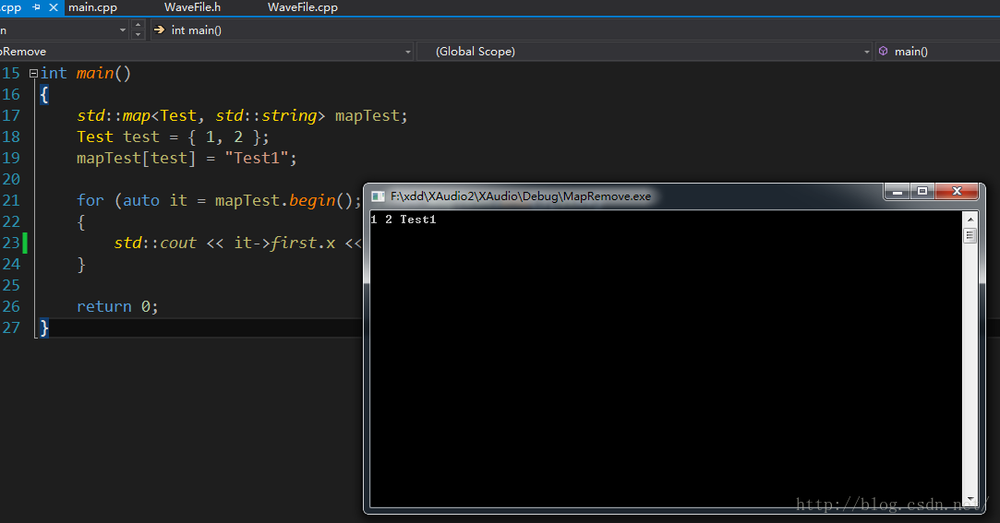 .cpp main.cpp WaveFile.h WaveFile.cpp
n int main()
pRemove (Global Scope) main()
15 int main()
16 {
17 std::map<Test, std::string> mapTest;
18 Test test = { 1, 2 };
19 mapTest[test] = "Test1";
20
21 for (auto it = mapTest.begin();
22 {
23 std::cout << it->first.x <<
24 }
25
26 return 0;
27 }
F:\xdd\XAudio2\XAudio\Debug\MapRemove.exe
1 2 Test1
http://blog.csdn.net/